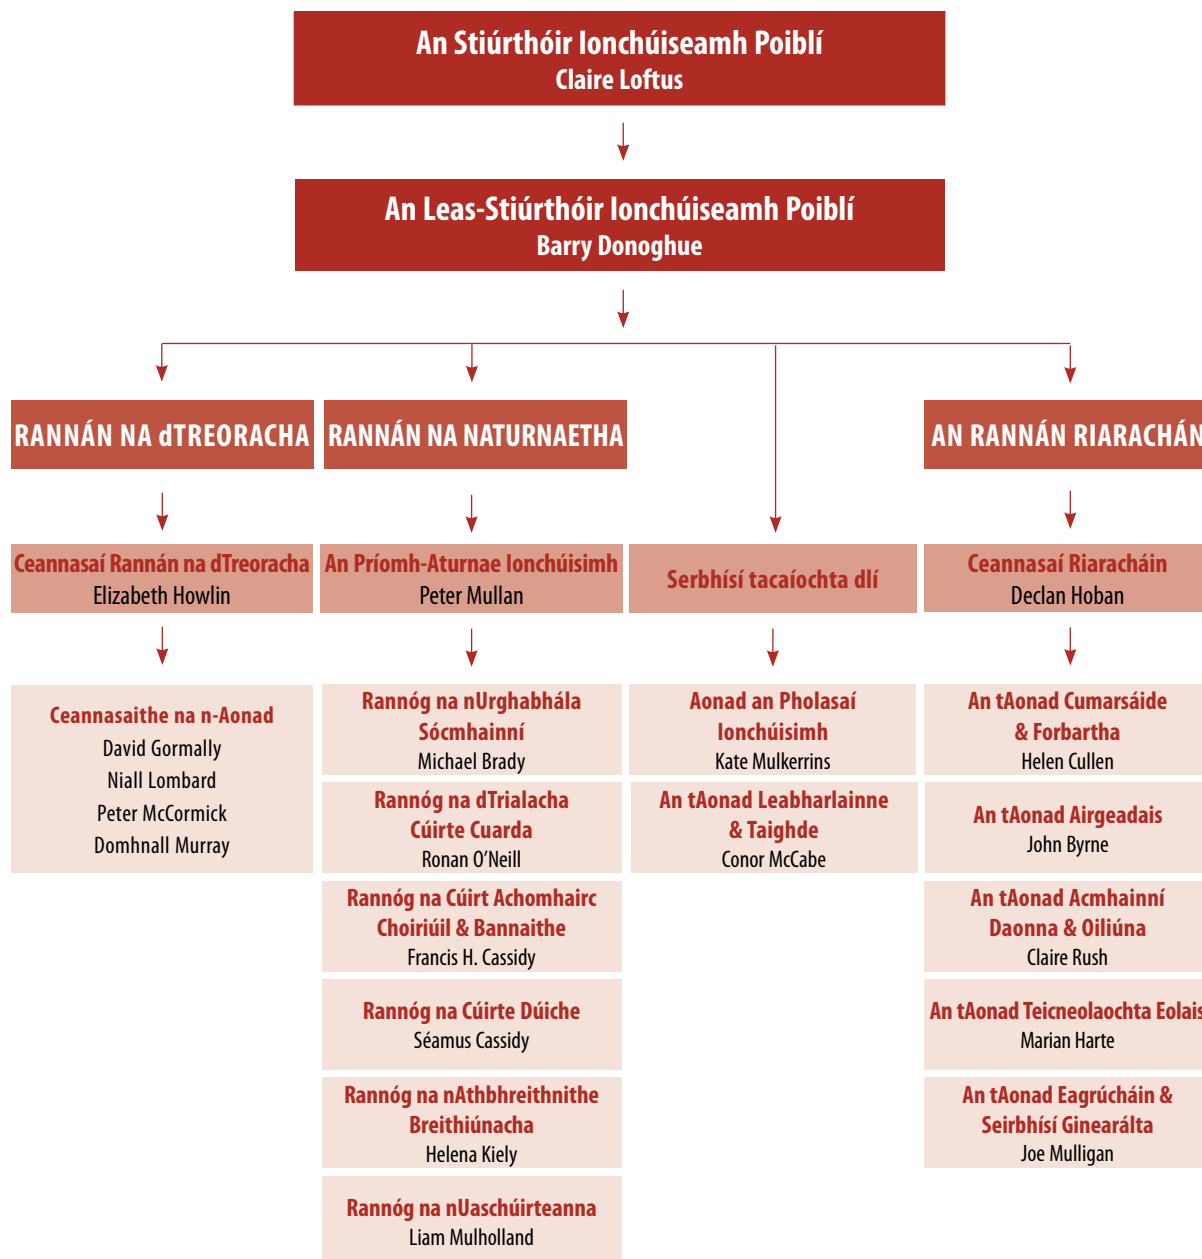 An Stiúrthóir Ionchúiseamh Poiblí
Claire Loftus
An Leas-Stiúrthóir Ionchúiseamh Poiblí
Barry Donoghue
RANNÁN NA dTREORACHA
RANNÁN NA NATURNAETHA
AN RANNÁN RIARACHÁN
Ceannasaí Rannán na dTreoracha
Elizabeth Howlin
An Príomh-Aturnae Ionchúisimh
Peter Mullan
Serbhísí tacaíochta dlí
Ceannasaí Riaracháin
Declan Hoban
Ceannasaithe na n-Aonad
David Gormally
Niall Lombard
Peter McCormick
Domhnall Murray
Rannóg na nUrghabhála
Sócmhainní
Michael Brady
Rannóg na dTrialacha
Cúirte Cuarda
Ronan O'Neill
Rannóg na Cúirt Achomhairc
Choiriúil & Bannaithe
Francis H. Cassidy
Rannóg na Cúirte Dúiche
Séamus Cassidy
Rannóg na nAthbhreithnithe
Breithiúnacha
Helena Kiely
Rannóg na nUaschúirteanna
Liam Mulholland
Aonad an Pholasaí
Ionchúisimh
Kate Mulkerrins
An tAonad Leabharlainne
& Taighde
Conor McCabe
An tAonad Cumarsáide
& Forbartha
Helen Cullen
An tAonad Airgeadais
John Byrne
An tAonad Acmhainní
Daonna & Oiliúna
Claire Rush
An tAonad Teicneolaochta Eolais
Marian Harte
An tAonad Eagrúcháin &
Seirbhísí Ginearálta
Joe Mulligan